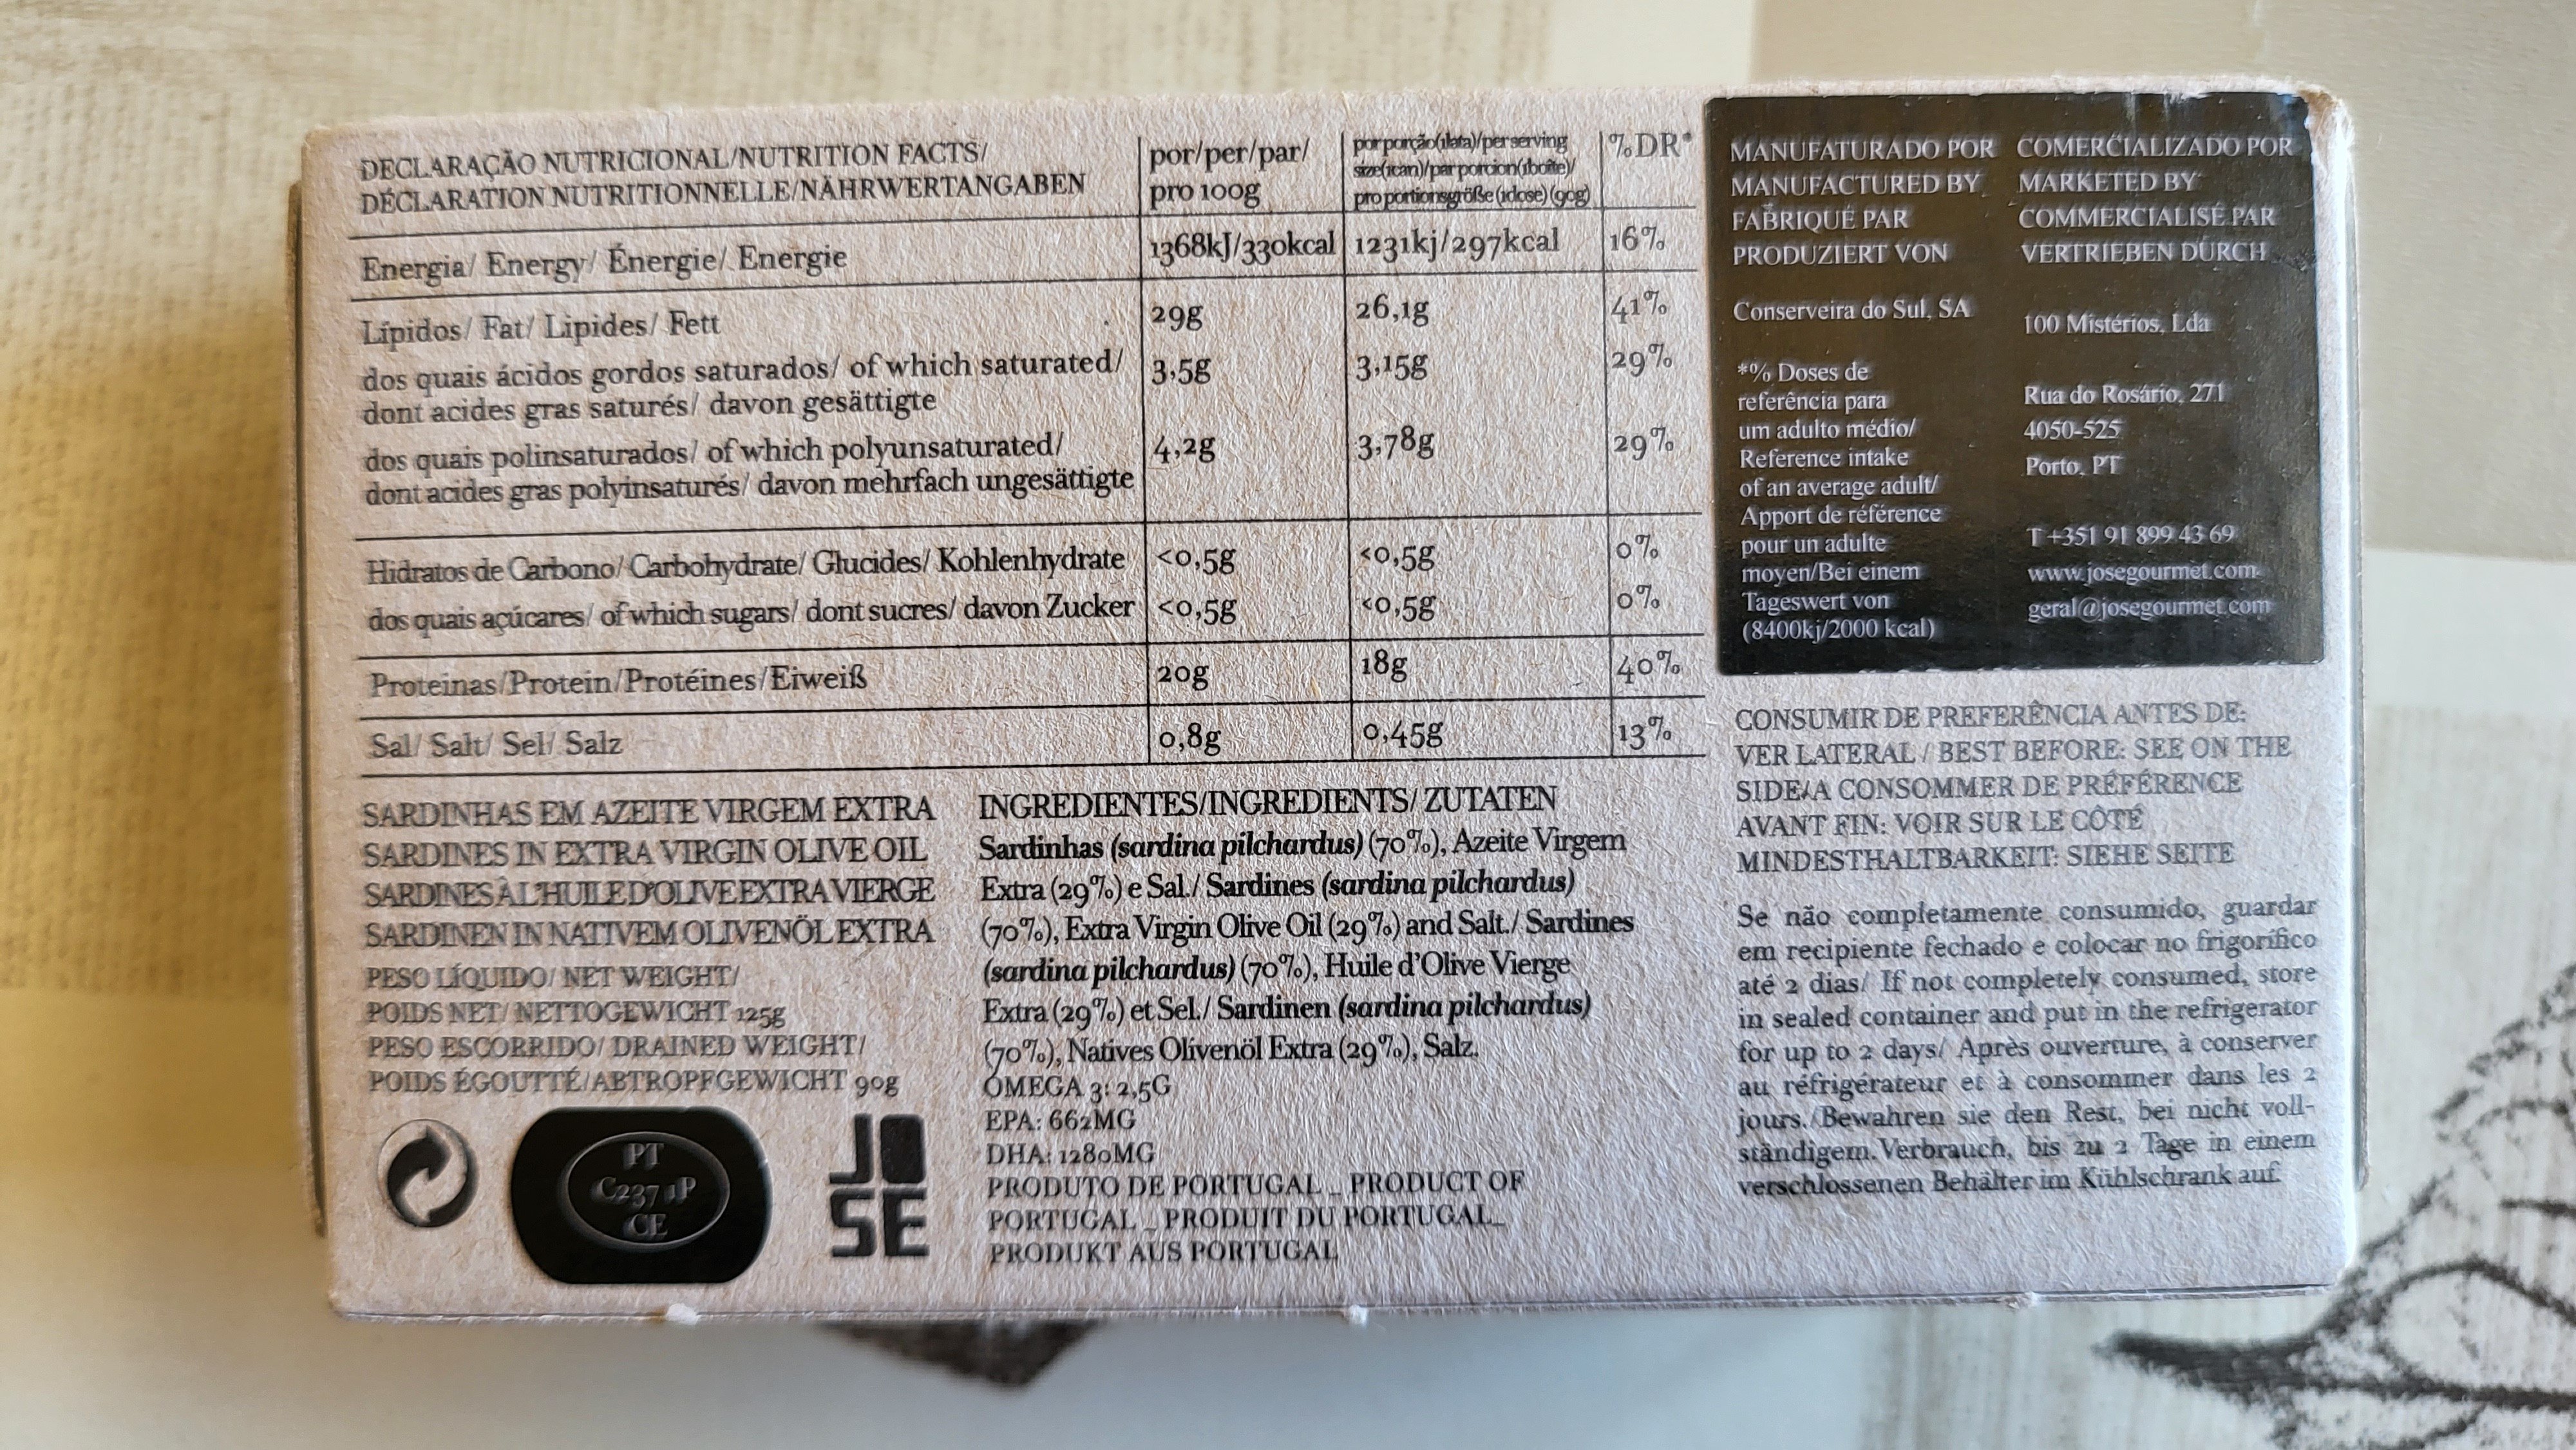 DECLARAÇÃO NUTRICIONAL/NUTRITION FACTS/
DÉCLARATION NUTRITIONNELLE/NÄHRWERTANGABEN
por/per/par/
pro 100g
por porção(1lata)/per serving
size(1can)/par porcion(1boîte)/
pro portionsgröße (1dose) (90g)
%DR*
Energia/ Energy/ Énergie/ Energie
1368kJ/330kcal
1231kj/297kcal
16%
Lípidos/ Fat/ Lipides/ Fett
29g
26,1g
41%
dos quais ácidos gordos saturados/ of which saturated/
dont acides gras saturés/ davon gesättigte
3,5g
3,15g
29%
dos quais polinsaturados/ of which polyunsaturated/
dont acides gras polyinsaturés/ davon mehrfach ungesättigte
4,2g
3,78g
29%
Hidratos de Carbono/ Carbohydrate/ Glucides/ Kohlenhydrate
<0,5g
<0,5g
0%
dos quais açúcares/ of which sugars/ dont sucres/ davon Zucker
<0,5g
<0,5g
0%
Proteinas/Protein/Protéines/Eiweiß
20g
18g
40%
Sal/ Salt/ Sel/ Salz
0,8g
0,45g
13%
SARDINHAS EM AZEITE VIRGEM EXTRA
SARDINES IN EXTRA VIRGIN OLIVE OIL
SARDINES À L'HUILE D'OLIVE EXTRA VIERGE
SARDINEN IN NATIVEM OLIVENÖL EXTRA
PESO LÍQUIDO/ NET WEIGHT/
POIDS NET/ NETTOGEWICHT 125g
PESO ESCORRIDO/ DRAINED WEIGHT/
POIDS ÉGOUTTÉ/ABTROPFGEWICHT 90g
PT
C237 1P
CE
JO
SE
INGREDIENTES/INGREDIENTS/ ZUTATEN
Sardinhas (sardina pilchardus) (70%), Azeite Virgem
Extra (29%) e Sal./ Sardines (sardina pilchardus)
(70%), Extra Virgin Olive Oil (29%) and Salt./ Sardines
(sardina pilchardus) (70%), Huile d'Olive Vierge
Extra (29%) et Sel./ Sardinen (sardina pilchardus)
(70%), Natives Olivenöl Extra (29%), Salz.
OMEGA 3: 2,5G
EPA: 662MG
DHA: 1280MG
PRODUTO DE PORTUGAL _ PRODUCT OF
PORTUGAL _ PRODUIT DU PORTUGAL_
PRODUKT AUS PORTUGAL
MANUFATURADO POR
MANUFACTURED BY
FABRIQUÉ PAR
PRODUZIERT VON
Conserveira do Sul, SA
*% Doses de
referência para
um adulto médio/
Reference intake
of an average adult/
Apport de référence
pour un adulte
moyen/Bei einem
Tageswert von
(8400kj/2000 kcal)
COMERCIALIZADO POR
MARKETED BY
COMMERCIALISÉ PAR
VERTRIEBEN DURCH
100 Mistérios, Lda
Rua do Rosário, 271
4050-525
Porto, PT
T +351 91 899 43 69
www.josegourmet.com
geral@josegourmet.com
CONSUMIR DE PREFERÊNCIA ANTES DE:
VER LATERAL / BEST BEFORE: SEE ON THE
SIDE/A CONSOMMER DE PRÉFÉRENCE
AVANT FIN: VOIR SUR LE CÔTÉ
MINDESTHALTBARKEIT: SIEHE SEITE
Se não completamente consumido, guardar
em recipiente fechado e colocar no frigorífico
até 2 dias/ If not completely consumed, store
in sealed container and put in the refrigerator
for up to 2 days/ Après ouverture, à conserver
au réfrigérateur et à consommer dans les 2
jours./Bewahren sie den Rest, bei nicht voll-
ständigem Verbrauch, bis zu 2 Tage in einem
verschlossenen Behälter im Kühlschrank auf.